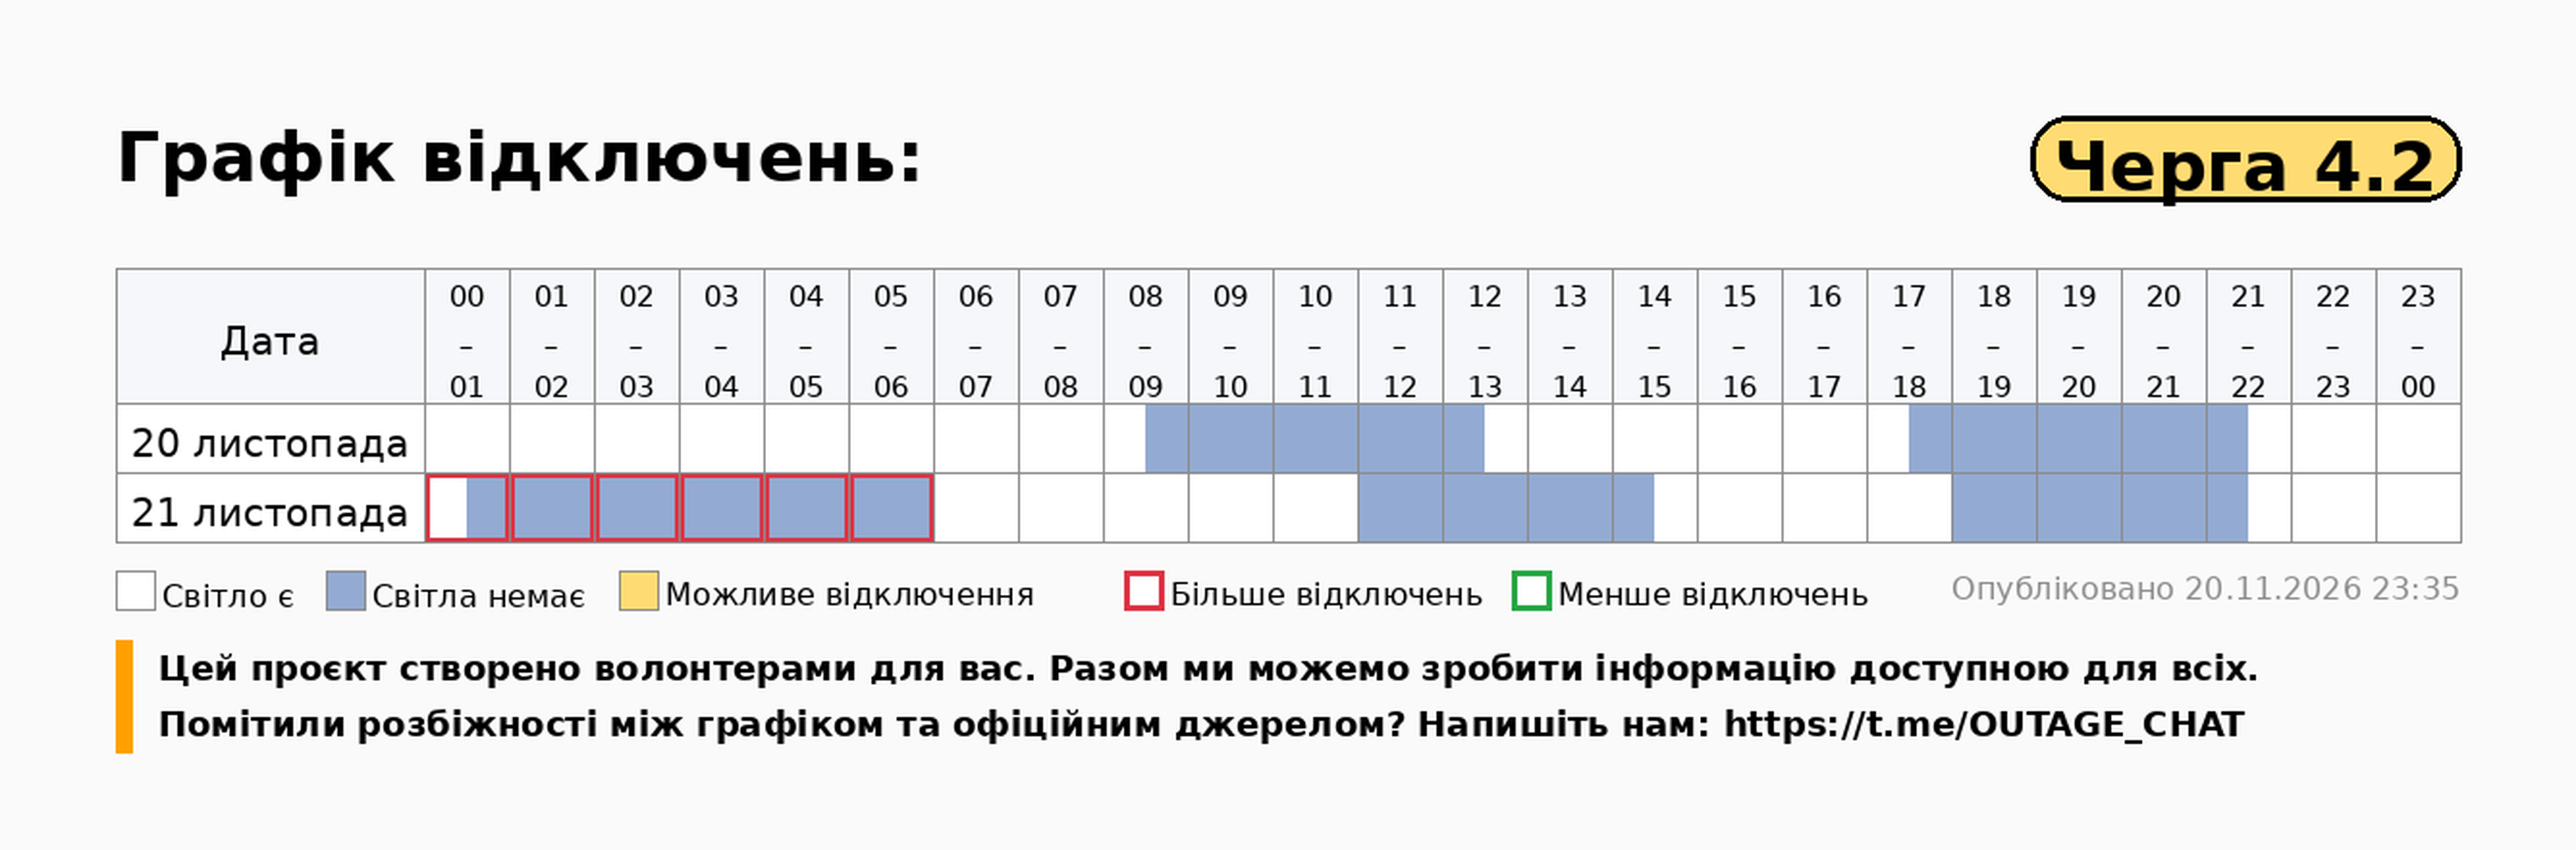 Графік відключень:
Черга 4.2
Дата
00 – 01
01 – 02
02 – 03
03 – 04
04 – 05
05 – 06
06 – 07
07 – 08
08 – 09
09 – 10
10 – 11
11 – 12
12 – 13
13 – 14
14 – 15
15 – 16
16 – 17
17 – 18
18 – 19
19 – 20
20 – 21
21 – 22
22 – 23
23 – 00
20 листопада
21 листопада
Світло є
Світла немає
Можливе відключення
Більше відключень
Менше відключень
Опубліковано 20.11.2026 23:35
Цей проєкт створено волонтерами для вас. Разом ми можемо зробити інформацію доступною для всіх.
Помітили розбіжності між графіком та офіційним джерелом? Напишіть нам: https://t.me/OUTAGE_CHAT